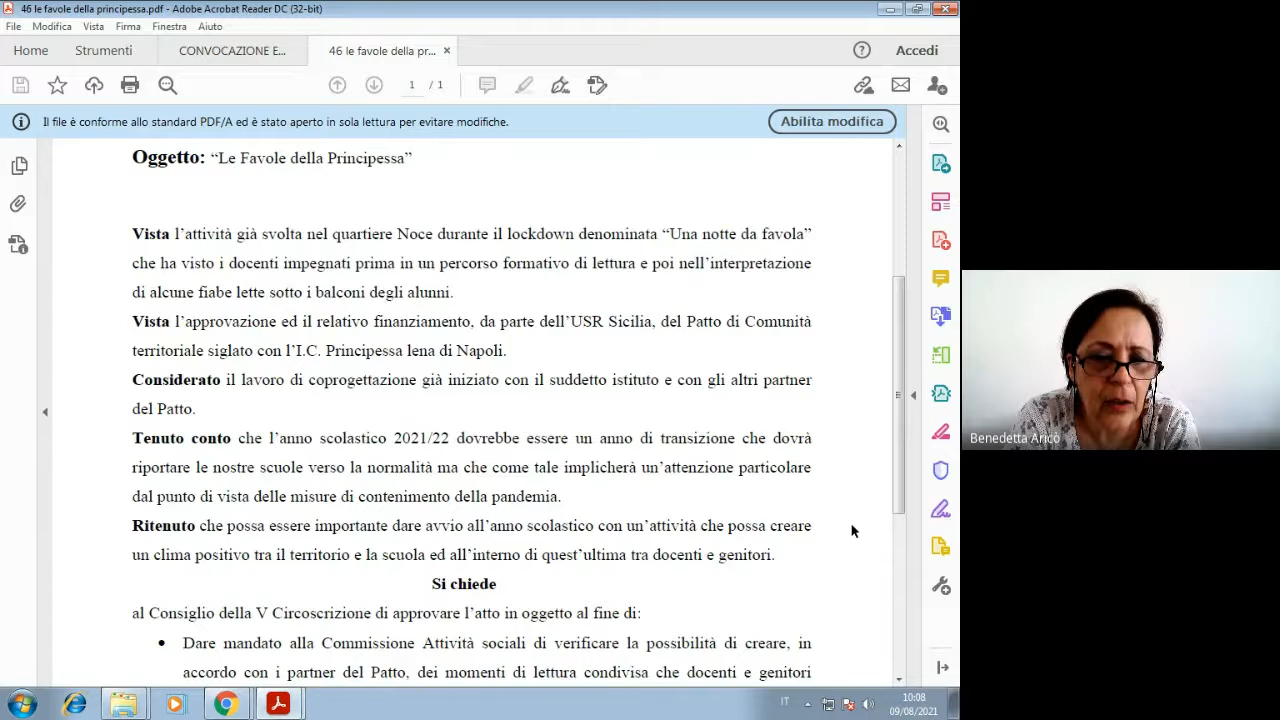 46 le favole della principessa.pdf - Adobe Acrobat Reader DC (32-bit)
File Modifica Vista Firma Finestra Aiuto
Home Strumenti CONVOCAZIONE E... 46 le favole della pr... ×
Accedi
1 / 1
Il file è conforme allo standard PDF/A ed è stato aperto in sola lettura per evitare modifiche.
Abilita modifica
Oggetto: “Le Favole della Principessa”
Vista l’attività già svolta nel quartiere Noce durante il lockdown denominata “Una notte da favola”
che ha visto i docenti impegnati prima in un percorso formativo di lettura e poi nell’interpretazione
di alcune fiabe lette sotto i balconi degli alunni.
Vista l’approvazione ed il relativo finanziamento, da parte dell’USR Sicilia, del Patto di Comunità
territoriale siglato con l’I.C. Principessa lena di Napoli.
Considerato il lavoro di coprogettazione già iniziato con il suddetto istituto e con gli altri partner
del Patto.
Tenuto conto che l’anno scolastico 2021/22 dovrebbe essere un anno di transizione che dovrà
riportare le nostre scuole verso la normalità ma che come tale implicherà un’attenzione particolare
dal punto di vista delle misure di contenimento della pandemia.
Ritenuto che possa essere importante dare avvio all’anno scolastico con un’attività che possa creare
un clima positivo tra il territorio e la scuola ed all’interno di quest’ultima tra docenti e genitori.
Si chiede
al Consiglio della V Circoscrizione di approvare l’atto in oggetto al fine di:
• Dare mandato alla Commissione Attività sociali di verificare la possibilità di creare, in
accordo con i partner del Patto, dei momenti di lettura condivisa che docenti e genitori
Benedetta Aricò
IT
10:08
09/08/2021